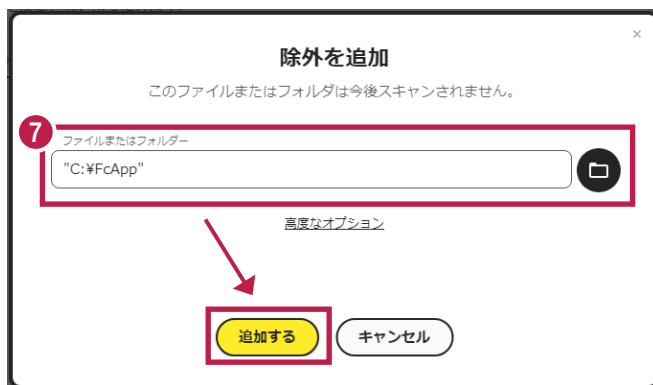 ×
除外を追加
このファイルまたはフォルダは今後スキャンされません。
7
ファイルまたはフォルダー
"C:¥FcApp"
高度なオプション
追加する
キャンセル